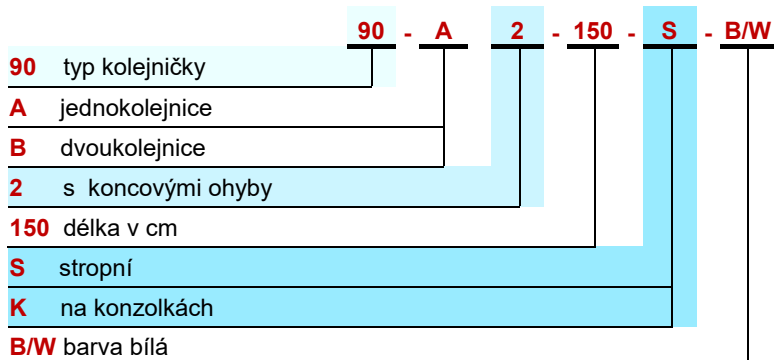 90 - A 2 - 150 - S - B/W
90 typ kolejničky
A jednokolejnice
B dvoukolejnice
2 s koncovými ohyby
150 délka v cm
S stropní
K na konzolkách
B/W barva bílá